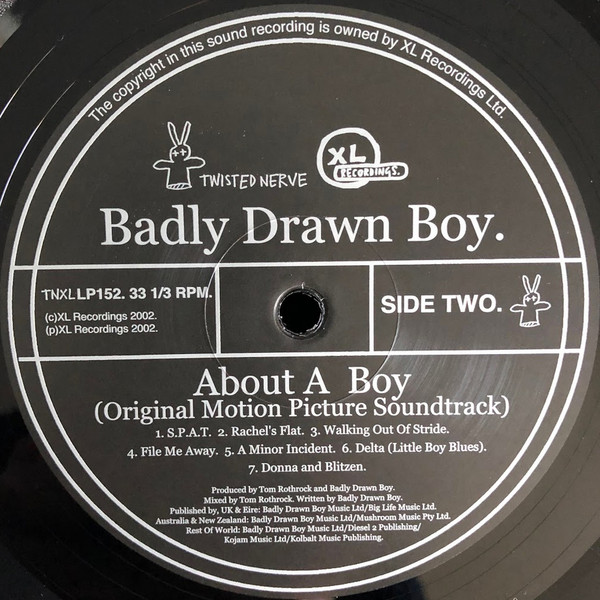 The copyright in this sound recording is owned by XL Recordings Ltd.
TWISTED NERVE
XL
RECORDINGS.
Badly Drawn Boy.
TNXLLP152. 33 1/3 RPM.
(c)XL Recordings 2002.
(p)XL Recordings 2002.
SIDE TWO.
About A Boy
(Original Motion Picture Soundtrack)
1. S.P.A.T. 2. Rachel's Flat. 3. Walking Out Of Stride.
4. File Me Away. 5. A Minor Incident. 6. Delta (Little Boy Blues).
7. Donna and Blitzen.
Produced by Tom Rothrock and Badly Drawn Boy.
Mixed by Tom Rothrock. Written by Badly Drawn Boy.
Published by, UK & Eire: Badly Drawn Boy Music Ltd/Big Life Music Ltd.
Australia & New Zealand: Badly Drawn Boy Music Ltd/Mushroom Music Pty Ltd.
Rest Of World: Badly Drawn Boy Music Ltd/Diesel 2 Publishing/
Kojam Music Ltd/Kolbalt Music Publishing.